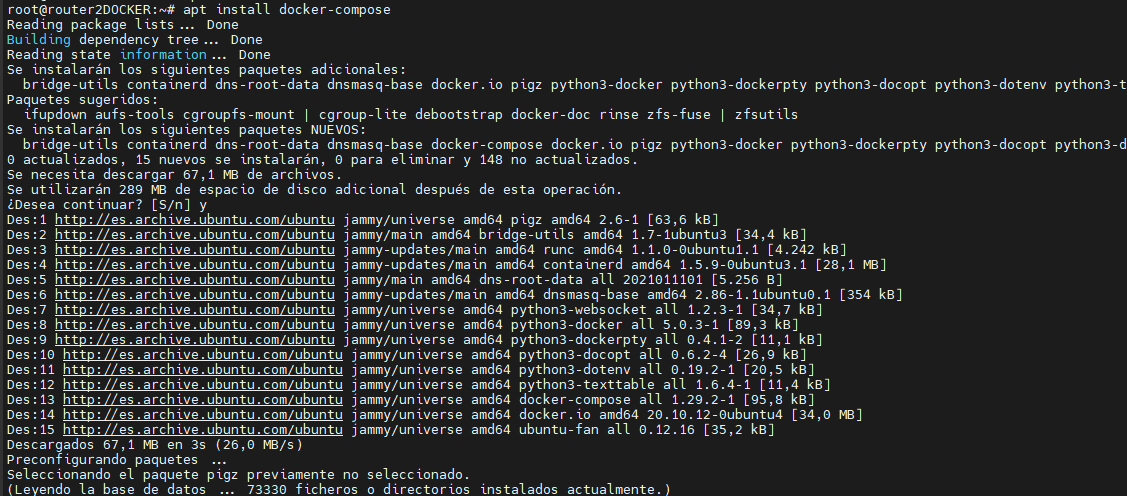 root@router2DOCKER:~# apt install docker-compose
Reading package lists... Done
Building dependency tree... Done
Reading state information... Done
Se instalarán los siguientes paquetes adicionales:
  bridge-utils containerd dns-root-data dnsmasq-base docker.io pigz python3-docker python3-dockerpty python3-docopt python3-dotenv python3-t
Paquetes sugeridos:
  ifupdown aufs-tools cgroupfs-mount | cgroup-lite debootstrap docker-doc rinse zfs-fuse | zfsutils
Se instalarán los siguientes paquetes NUEVOS:
  bridge-utils containerd dns-root-data dnsmasq-base docker-compose docker.io pigz python3-docker python3-dockerpty python3-docopt python3-d
0 actualizados, 15 nuevos se instalarán, 0 para eliminar y 148 no actualizados.
Se necesita descargar 67,1 MB de archivos.
Se utilizarán 289 MB de espacio de disco adicional después de esta operación.
¿Desea continuar? [S/n] y
Des:1 http://es.archive.ubuntu.com/ubuntu jammy/universe amd64 pigz amd64 2.6-1 [63,6 kB]
Des:2 http://es.archive.ubuntu.com/ubuntu jammy/main amd64 bridge-utils amd64 1.7-1ubuntu3 [34,4 kB]
Des:3 http://es.archive.ubuntu.com/ubuntu jammy-updates/main amd64 runc amd64 1.1.0-0ubuntu1.1 [4.242 kB]
Des:4 http://es.archive.ubuntu.com/ubuntu jammy-updates/main amd64 containerd amd64 1.5.9-0ubuntu3.1 [28,1 MB]
Des:5 http://es.archive.ubuntu.com/ubuntu jammy/main amd64 dns-root-data all 2021011101 [5.256 B]
Des:6 http://es.archive.ubuntu.com/ubuntu jammy-updates/main amd64 dnsmasq-base amd64 2.86-1.1ubuntu0.1 [354 kB]
Des:7 http://es.archive.ubuntu.com/ubuntu jammy/universe amd64 python3-websocket all 1.2.3-1 [34,7 kB]
Des:8 http://es.archive.ubuntu.com/ubuntu jammy/universe amd64 python3-docker all 5.0.3-1 [89,3 kB]
Des:9 http://es.archive.ubuntu.com/ubuntu jammy/universe amd64 python3-dockerpty all 0.4.1-2 [11,1 kB]
Des:10 http://es.archive.ubuntu.com/ubuntu jammy/universe amd64 python3-docopt all 0.6.2-4 [26,9 kB]
Des:11 http://es.archive.ubuntu.com/ubuntu jammy/universe amd64 python3-dotenv all 0.19.2-1 [20,5 kB]
Des:12 http://es.archive.ubuntu.com/ubuntu jammy/universe amd64 python3-texttable all 1.6.4-1 [11,4 kB]
Des:13 http://es.archive.ubuntu.com/ubuntu jammy/universe amd64 docker-compose all 1.29.2-1 [95,8 kB]
Des:14 http://es.archive.ubuntu.com/ubuntu jammy/universe amd64 docker.io amd64 20.10.12-0ubuntu4 [34,0 MB]
Des:15 http://es.archive.ubuntu.com/ubuntu jammy/universe amd64 ubuntu-fan all 0.12.16 [35,2 kB]
Descargados 67,1 MB en 3s (26,0 MB/s)
Preconfigurando paquetes ...
Seleccionando el paquete pigz previamente no seleccionado.
(Leyendo la base de datos ... 73330 ficheros o directorios instalados actualmente.)